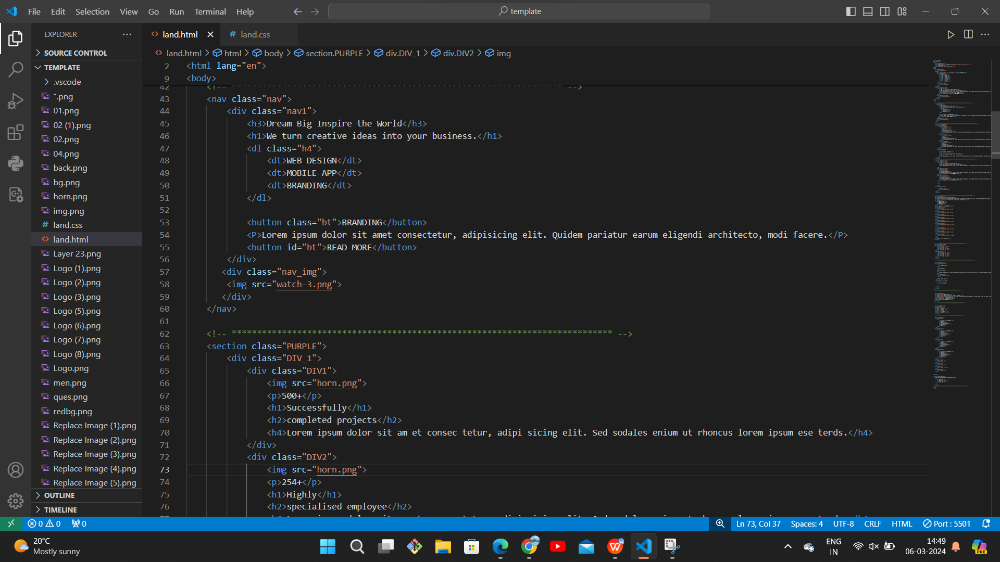 File Edit Selection View Go Run Terminal Help
template
EXPLORER
SOURCE CONTROL
TEMPLATE
.vscode
“.png
01.png
02 (1).png
02.png
04.png
back.png
bg.png
horn.png
img.png
# land.css
<> land.html
Layer 23.png
Logo (1).png
Logo (2).png
Logo (3).png
Logo (5).png
Logo (6).png
Logo (7).png
Logo (8).png
Logo.png
men.png
ques.png
redbg.png
Replace Image (1).png
Replace Image (2).png
Replace Image (3).png
Replace Image (4).png
Replace Image (5).png
OUTLINE
TIMELINE
<> land.html # land.css
<> land.html > html > body > section.PURPLE > div.DIV_1 > div.DIV2 > img
2 <html lang="en">
9 <body>
43 <nav class="nav">
44 <div class="nav1">
45 <h3>Dream Big Inspire the World</h3>
46 <h1>We turn creative ideas into your business.</h1>
47 <dl class="h4">
48 <dt>WEB DESIGN</dt>
49 <dt>MOBILE APP</dt>
50 <dt>BRANDING</dt>
51 </dl>
52
53 <button class="bt">BRANDING</button>
54 <P>Lorem ipsum dolor sit amet consectetur, adipisicing elit. Quidem pariatur earum eligendi architecto, modi facere.</P>
55 <button id="bt">READ MORE</button>
56 </div>
57 <div class="nav_img">
58 <img src="watch-3.png">
59 </div>
60 </nav>
61
62 <!-- **************************************************************************** -->
63 <section class="PURPLE">
64 <div class="DIV_1">
65 <div class="DIV1">
66 <img src="horn.png">
67 <p>500+</p>
68 <h1>Successfully</h1>
69 <h2>completed projects</h2>
70 <h4>Lorem ipsum dolor sit am et consec tetur, adipi sicing elit. Sed sodales enium ut rhoncus lorem ipsum ese terds.</h4>
71 </div>
72 <div class="DIV2">
73 <img src="horn.png">
74 <p>254+</p>
75 <h1>Highly</h1>
76 <h2>specialised employee</h2>
0 0 0 Ln 73, Col 37 Spaces: 4 UTF-8 CRLF HTML Port : 5501
20°C
Mostly sunny
ENG
IN
14:49
06-03-2024
PRE